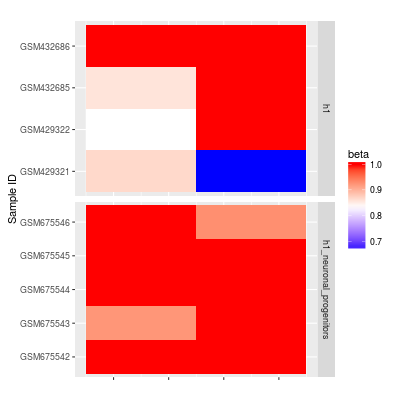 GSM432686
GSM432685
GSM429322
GSM429321
h1
GSM675546
GSM675545
GSM675544
GSM675543
GSM675542
h1_neuronal_progenitors
Sample ID
beta
1.0
0.9
0.8
0.7